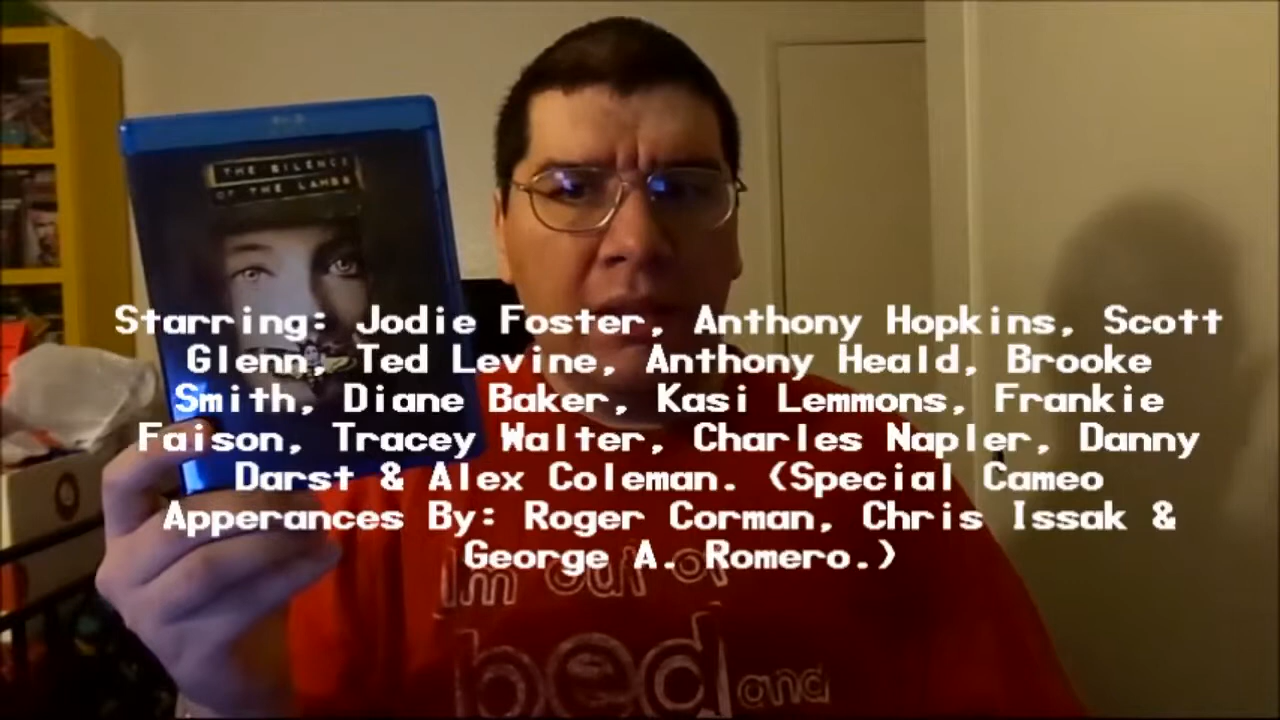 THE SILENCE
OF THE LAMBS
Starring: Jodie Foster, Anthony Hopkins, Scott
Glenn, Ted Levine, Anthony Heald, Brooke
Smith, Diane Baker, Kasi Lemmons, Frankie
Faison, Tracey Walter, Charles Napler, Danny
Darst & Alex Coleman. (Special Cameo
Apperances By: Roger Corman, Chris Issak &
George A. Romero.)
I'm out of
bed and